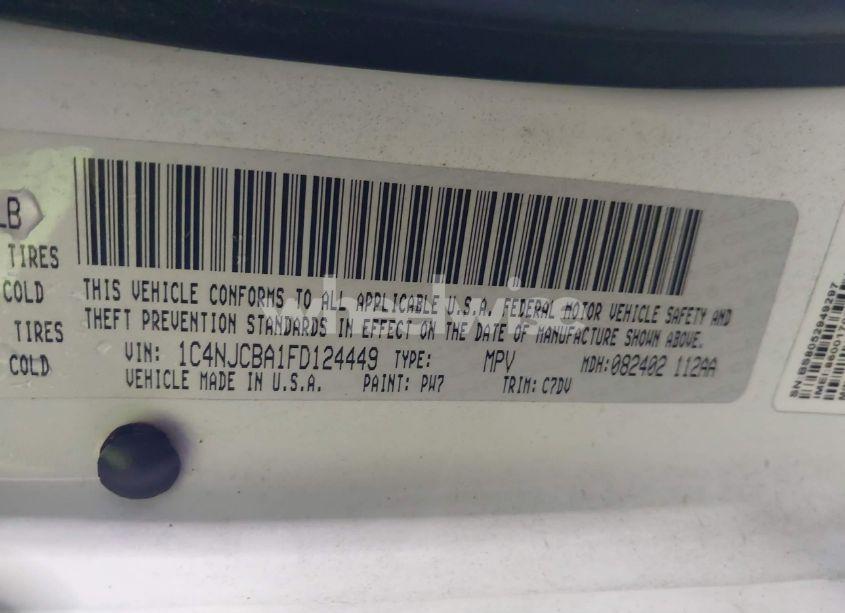 LB
TIRES
COLD
TIRES
COLD
THIS VEHICLE CONFORMS TO ALL APPLICABLE U.S.A. FEDERAL MOTOR VEHICLE SAFETY AND
THEFT PREVENTION STANDARDS IN EFFECT ON THE DATE OF MANUFACTURE SHOWN ABOVE.
VIN: 1C4NJCBA1FD124449 TYPE: MPV MDH:082402 112AA
VEHICLE MADE IN U.S.A. PAINT: PW7 TRIM: C7DV